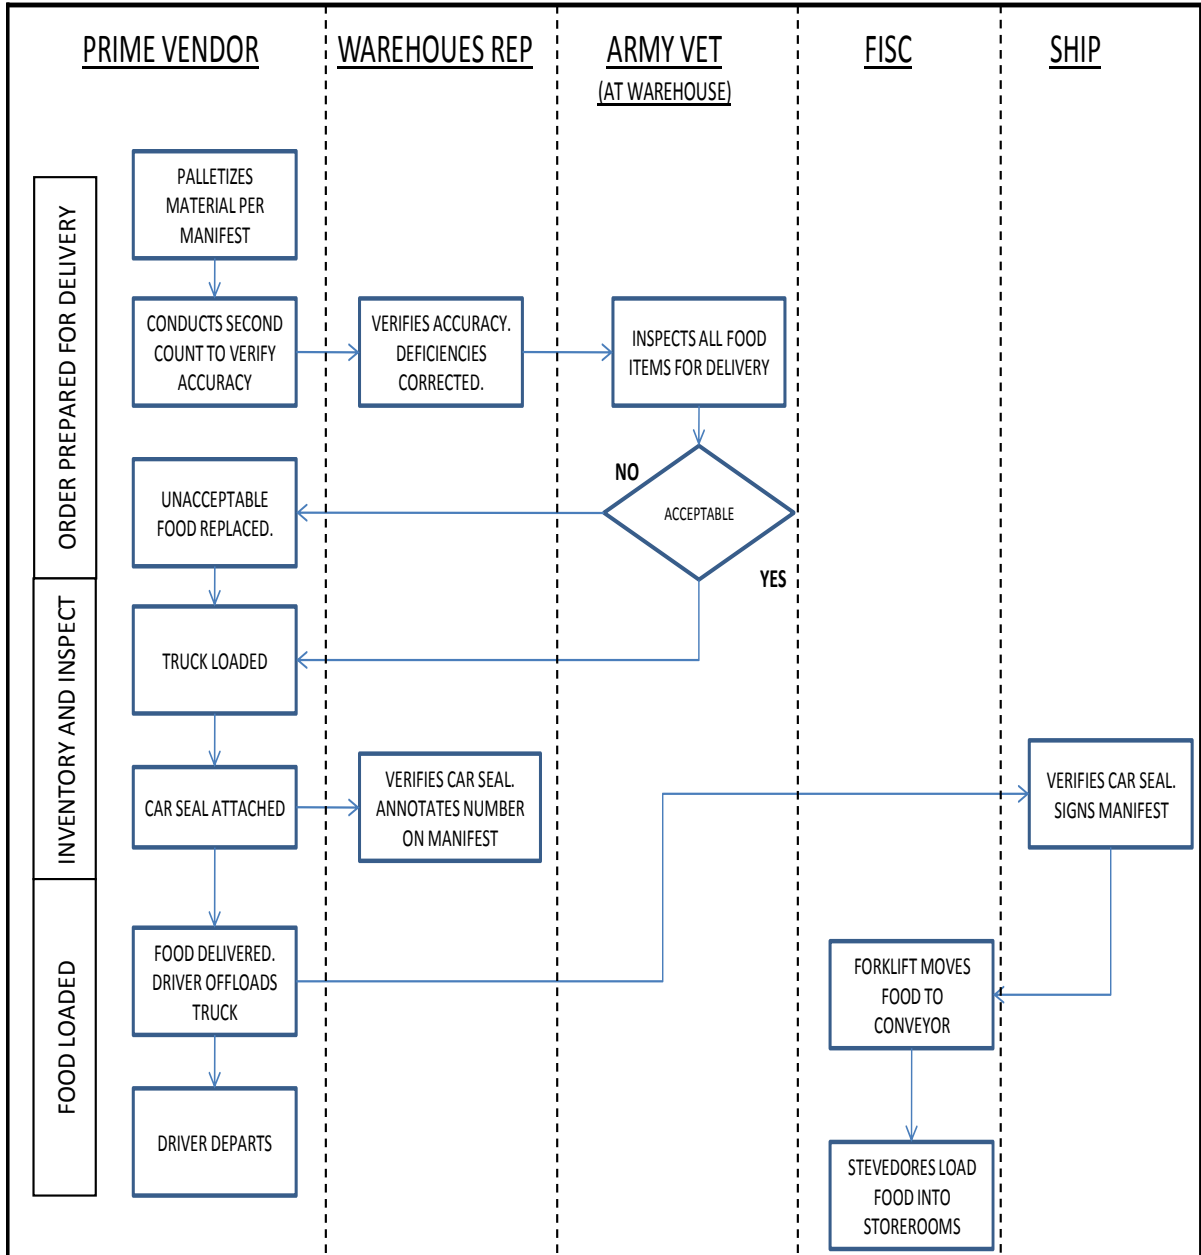 PRIME VENDOR
WAREHOUES REP
ARMY VET
(AT WAREHOUSE)
FISC
SHIP
ORDER PREPARED FOR DELIVERY
PALLETIZES
MATERIAL PER
MANIFEST
CONDUCTS SECOND
COUNT TO VERIFY
ACCURACY
VERIFIES ACCURACY.
DEFICIENCIES
CORRECTED.
INSPECTS ALL FOOD
ITEMS FOR DELIVERY
NO
ACCEPTABLE
YES
UNACCEPTABLE
FOOD REPLACED.
INVENTORY AND INSPECT
TRUCK LOADED
CAR SEAL ATTACHED
VERIFIES CAR SEAL.
ANNOTATES NUMBER
ON MANIFEST
VERIFIES CAR SEAL.
SIGNS MANIFEST
FOOD LOADED
FOOD DELIVERED.
DRIVER OFFLOADS
TRUCK
FORKLIFT MOVES
FOOD TO
CONVEYOR
DRIVER DEPARTS
STEVEDORES LOAD
FOOD INTO
STOREROOMS